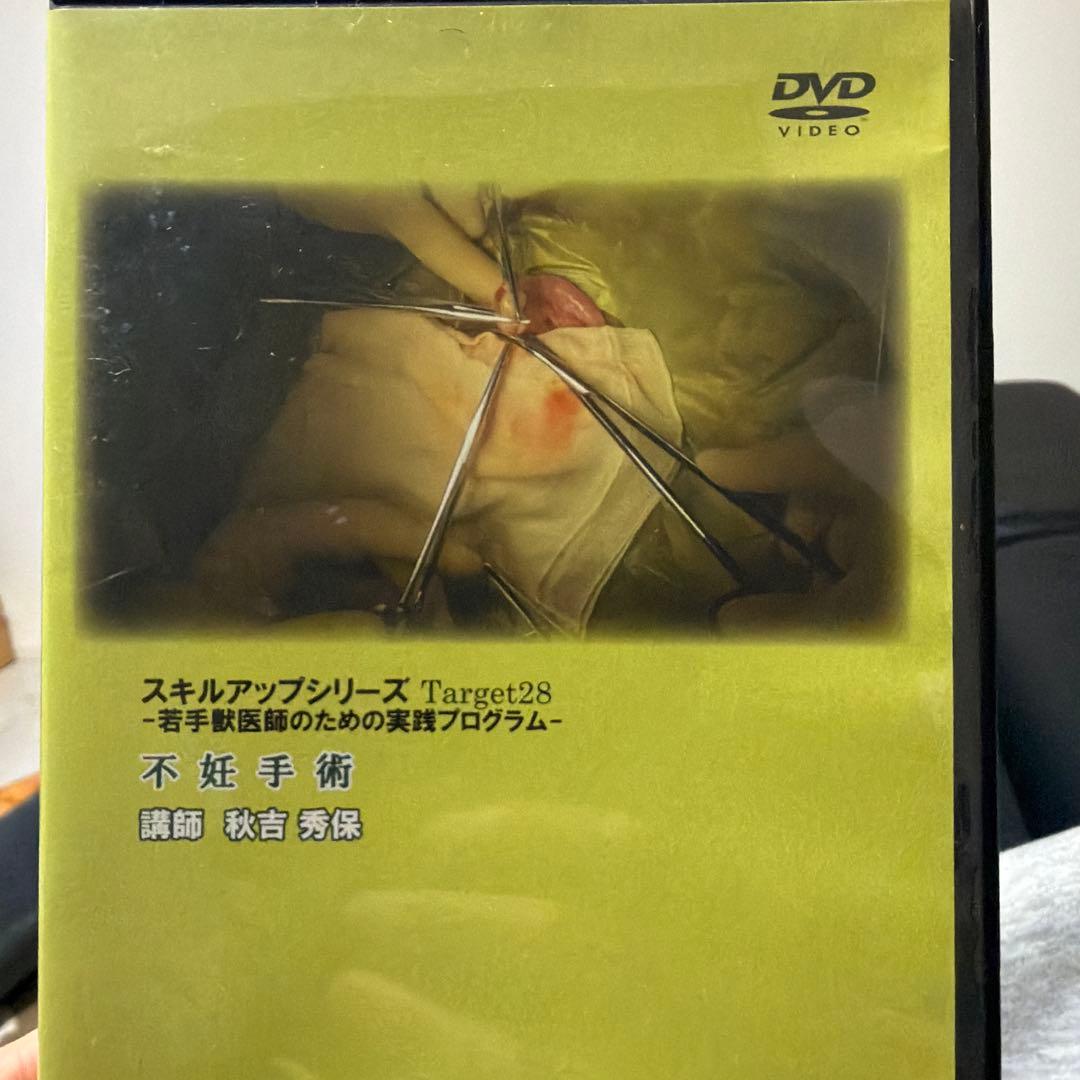 DVD
VIDEO
スキルアップシリーズ Target28
-若手獣医師のための実践プログラム-
不妊手術
講師 秋吉 秀保